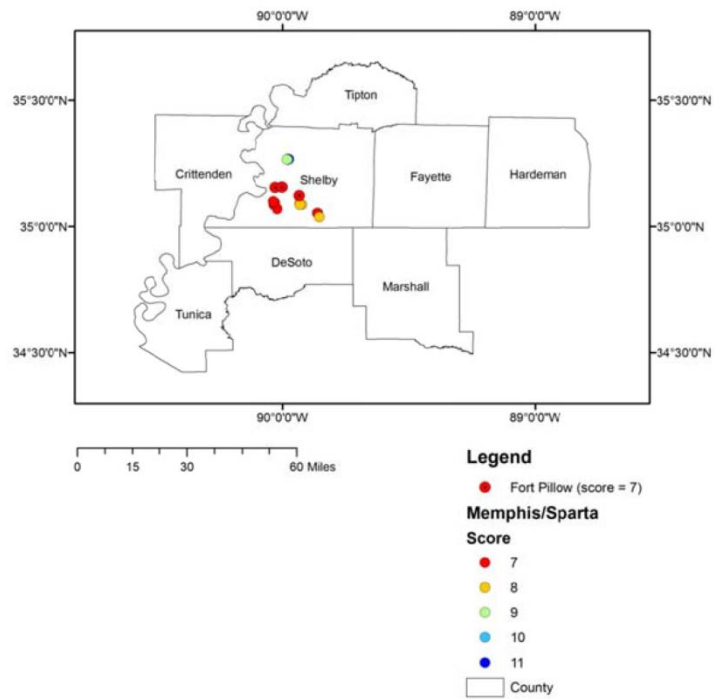 90°0'0"W 89°0'0"W
35°30'0"N 35°30'0"N
Tipton
Crittenden Shelby Fayette Hardeman
35°0'0"N 35°0'0"N
DeSoto
Marshall
Tunica
34°30'0"N 34°30'0"N
90°0'0"W 89°0'0"W
0 15 30 60 Miles
Legend
Fort Pillow (score = 7)
Memphis/Sparta
Score
7
8
9
10
11
County